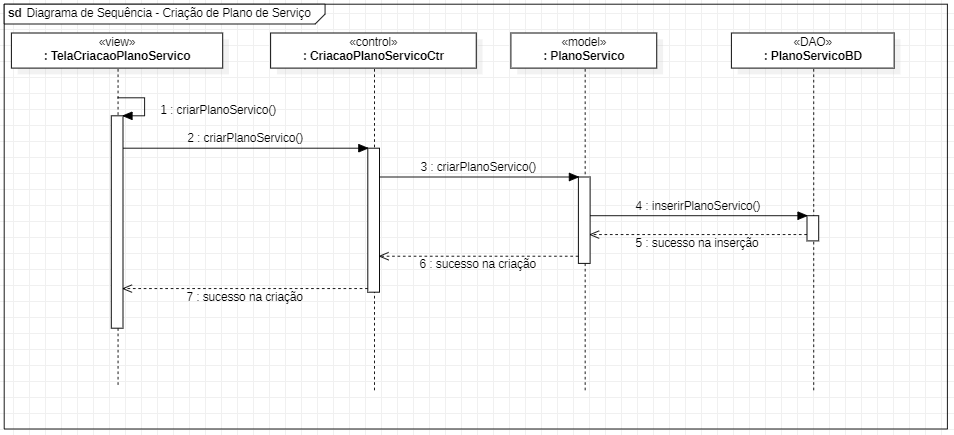 sd Diagrama de Sequência - Criação de Plano de Serviço
«view»
: TelaCriacaoPlanoServico
«control»
: CriacaoPlanoServicoCtr
«model»
: PlanoServico
«DAO»
: PlanoServicoBD
1 : criarPlanoServico()
2 : criarPlanoServico()
3 : criarPlanoServico()
4 : inserirPlanoServico()
5 : sucesso na inserção
6 : sucesso na criação
7 : sucesso na criação